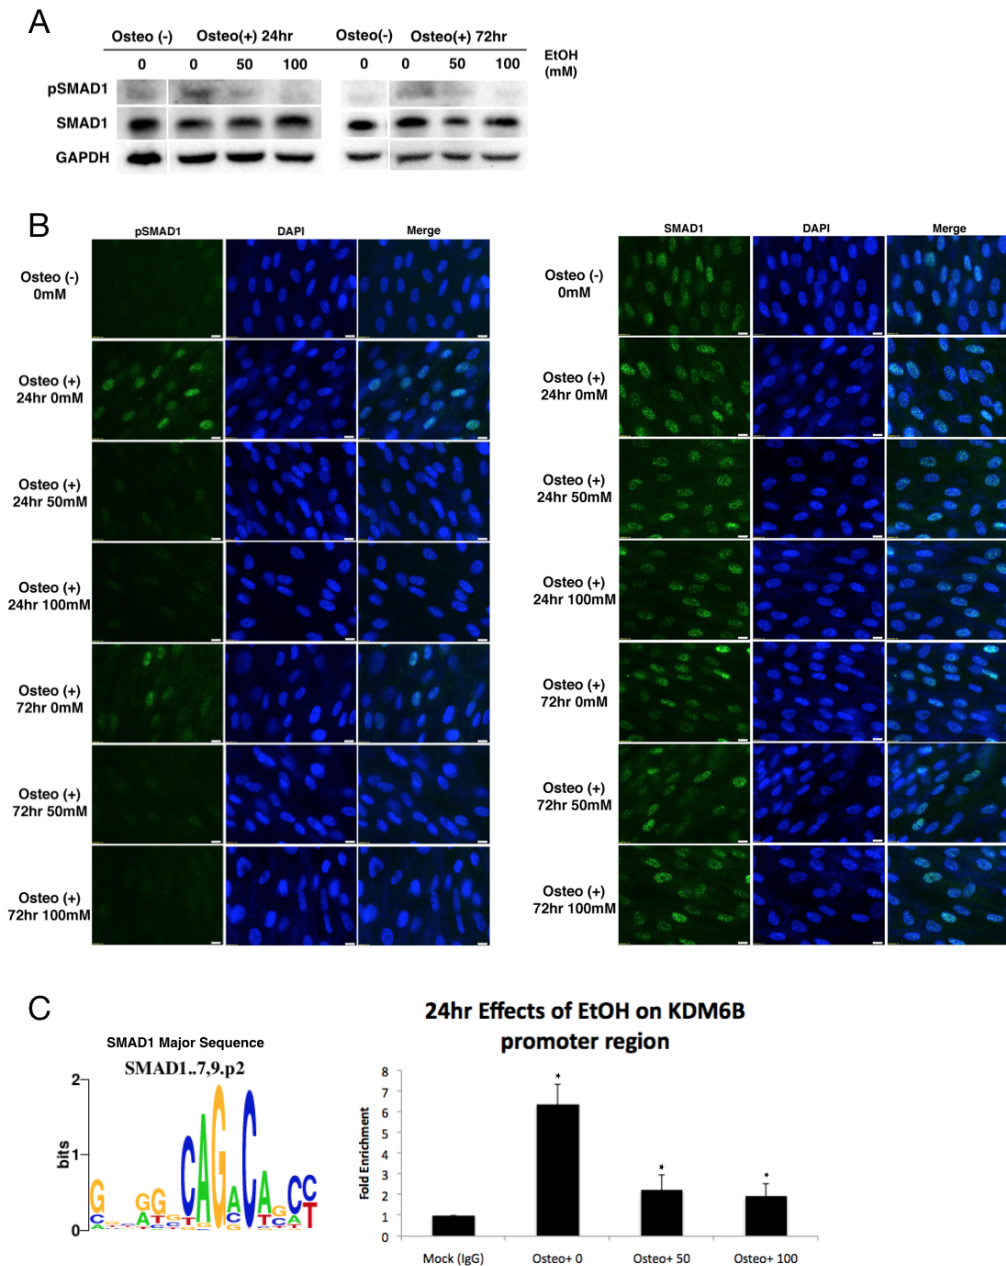 A
Osteo (-) Osteo(+) 24hr Osteo(-) Osteo(+) 72hr
0 0 50 100 0 0 50 100 EtOH
(mM)
pSMAD1
SMAD1
GAPDH
B
pSMAD1 DAPI Merge
Osteo (-)
0mM
Osteo (+)
24hr 0mM
Osteo (+)
24hr 50mM
Osteo (+)
24hr 100mM
Osteo (+)
72hr 0mM
Osteo (+)
72hr 50mM
Osteo (+)
72hr 100mM
SMAD1 DAPI Merge
Osteo (-)
0mM
Osteo (+)
24hr 0mM
Osteo (+)
24hr 50mM
Osteo (+)
24hr 100mM
Osteo (+)
72hr 0mM
Osteo (+)
72hr 50mM
Osteo (+)
72hr 100mM
C
SMAD1 Major Sequence
SMAD1..7,9.p2
2
1
0
bits
CAGAC
24hr Effects of EtOH on KDM6B
promoter region
Fold Enrichment
8
7
6
5
4
3
2
1
0
* * *
Mock (IgG) Osteo+ 0 Osteo+ 50 Osteo+ 100